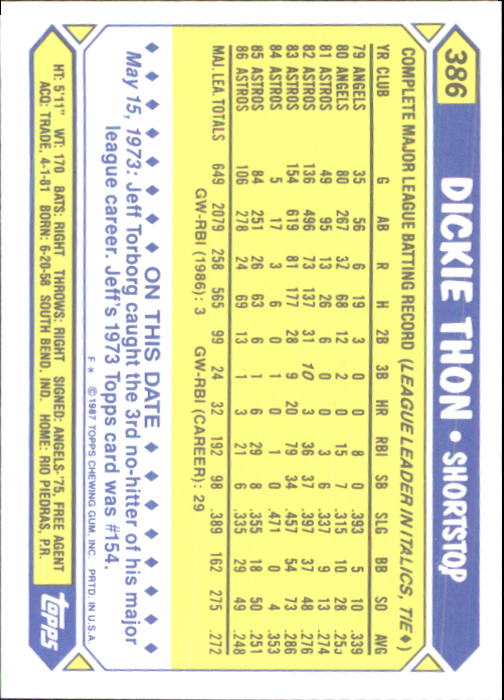 386
DICKIE THON • SHORTSTOP
COMPLETE MAJOR LEAGUE BATTING RECORD (LEAGUE LEADER IN ITALICS, TIE ♦)
YR CLUB G AB R H 2B 3B HR RBI SB SLG BB SO AVG
79 ANGELS 35 56 6 19 3 0 0 8 0 .393 5 10 .339
80 ANGELS 80 267 32 68 12 2 0 15 7 .315 10 28 .255
81 ASTROS 49 95 13 26 6 0 0 3 6 .337 9 13 .274
82 ASTROS 136 496 73 137 31 10 3 36 37 .397 37 48 .276
83 ASTROS 154 619 81 177 28 9 20 79 34 .457 54 73 .286
84 ASTROS 5 17 3 6 0 1 0 1 0 .471 0 4 .353
85 ASTROS 84 251 26 63 6 1 6 29 8 .355 18 50 .251
86 ASTROS 106 278 24 69 13 1 3 21 6 .335 29 49 .248
MAJ. LEA. TOTALS 649 2079 258 565 99 24 32 192 98 .389 162 275 .272
GW-RBI (1986): 3 GW-RBI (CAREER): 29
ON THIS DATE
May 15, 1973: Jeff Torborg caught the 3rd no-hitter of his major
league career. Jeff's 1973 Topps card was #154.
F* © 1987 TOPPS CHEWING GUM, INC. PRTD. IN U.S.A.
HT: 5'11" WT: 170 BATS: RIGHT THROWS: RIGHT SIGNED: ANGELS-'75, FREE AGENT
ACQ: TRADE, 4-1-81 BORN: 6-20-58 SOUTH BEND, IND. HOME: RIO PIEDRAS, P.R.
topps